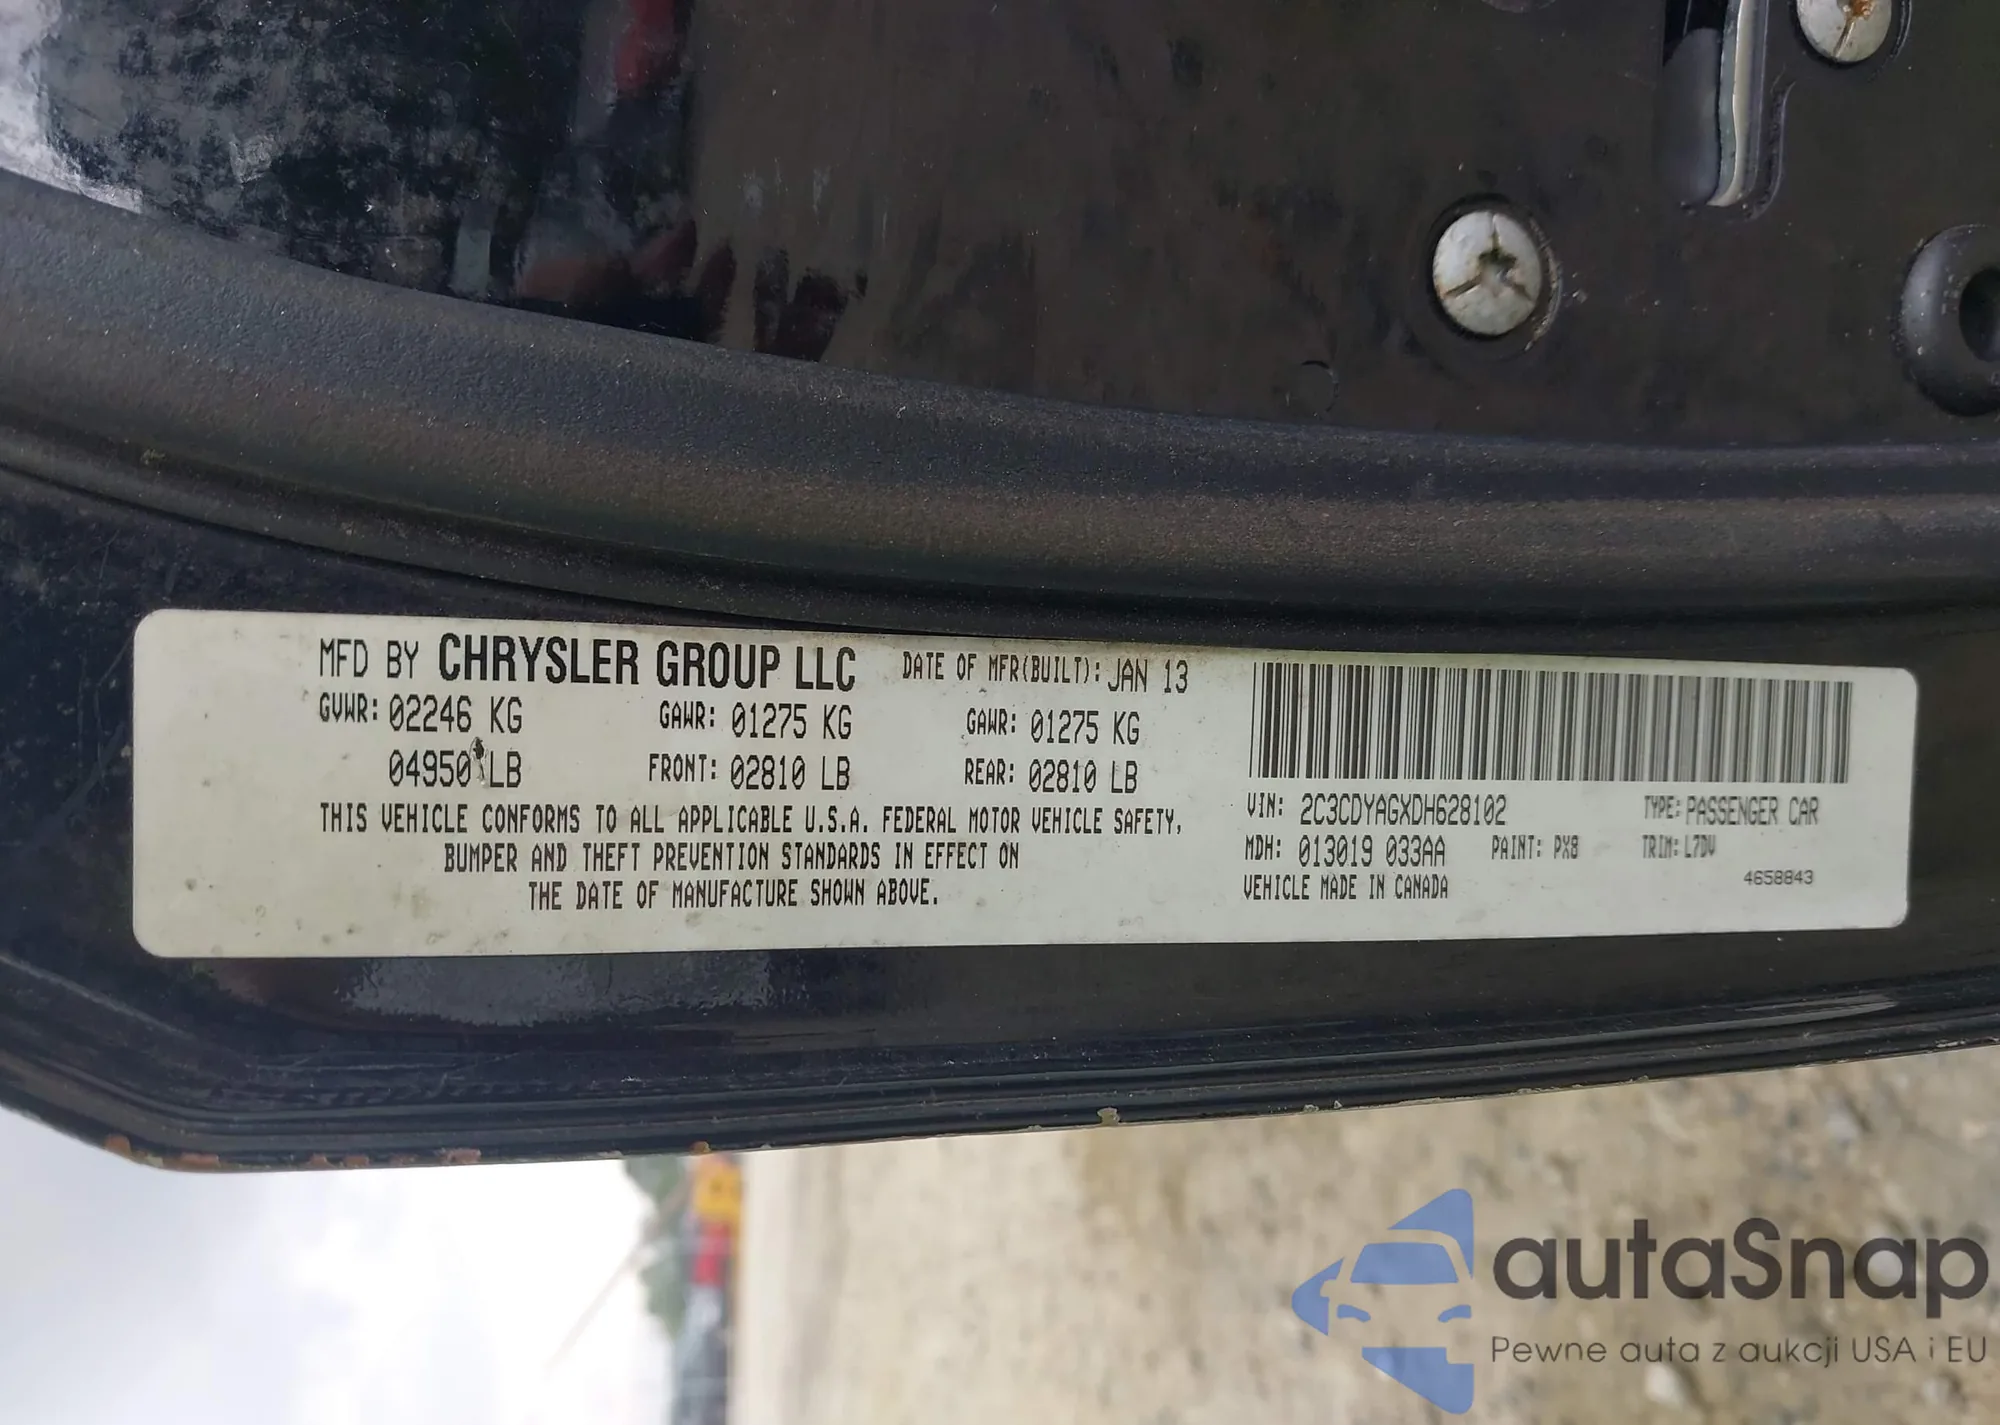 MFD BY CHRYSLER GROUP LLC DATE OF MFR(BUILT): JAN 13
GVWR: 02246 KG GAWR: 01275 KG GAWR: 01275 KG
04950 LB FRONT: 02810 LB REAR: 02810 LB
THIS VEHICLE CONFORMS TO ALL APPLICABLE U.S.A. FEDERAL MOTOR VEHICLE SAFETY,
BUMPER AND THEFT PREVENTION STANDARDS IN EFFECT ON
THE DATE OF MANUFACTURE SHOWN ABOVE.
VIN: 2C3CDYAGXDH628102 TYPE: PASSENGER CAR
MDH: 013019 033AA PAINT: PX8 TRIM: L7DV
VEHICLE MADE IN CANADA 4658843
autaSnap
Pewne auta z aukcji USA i EU